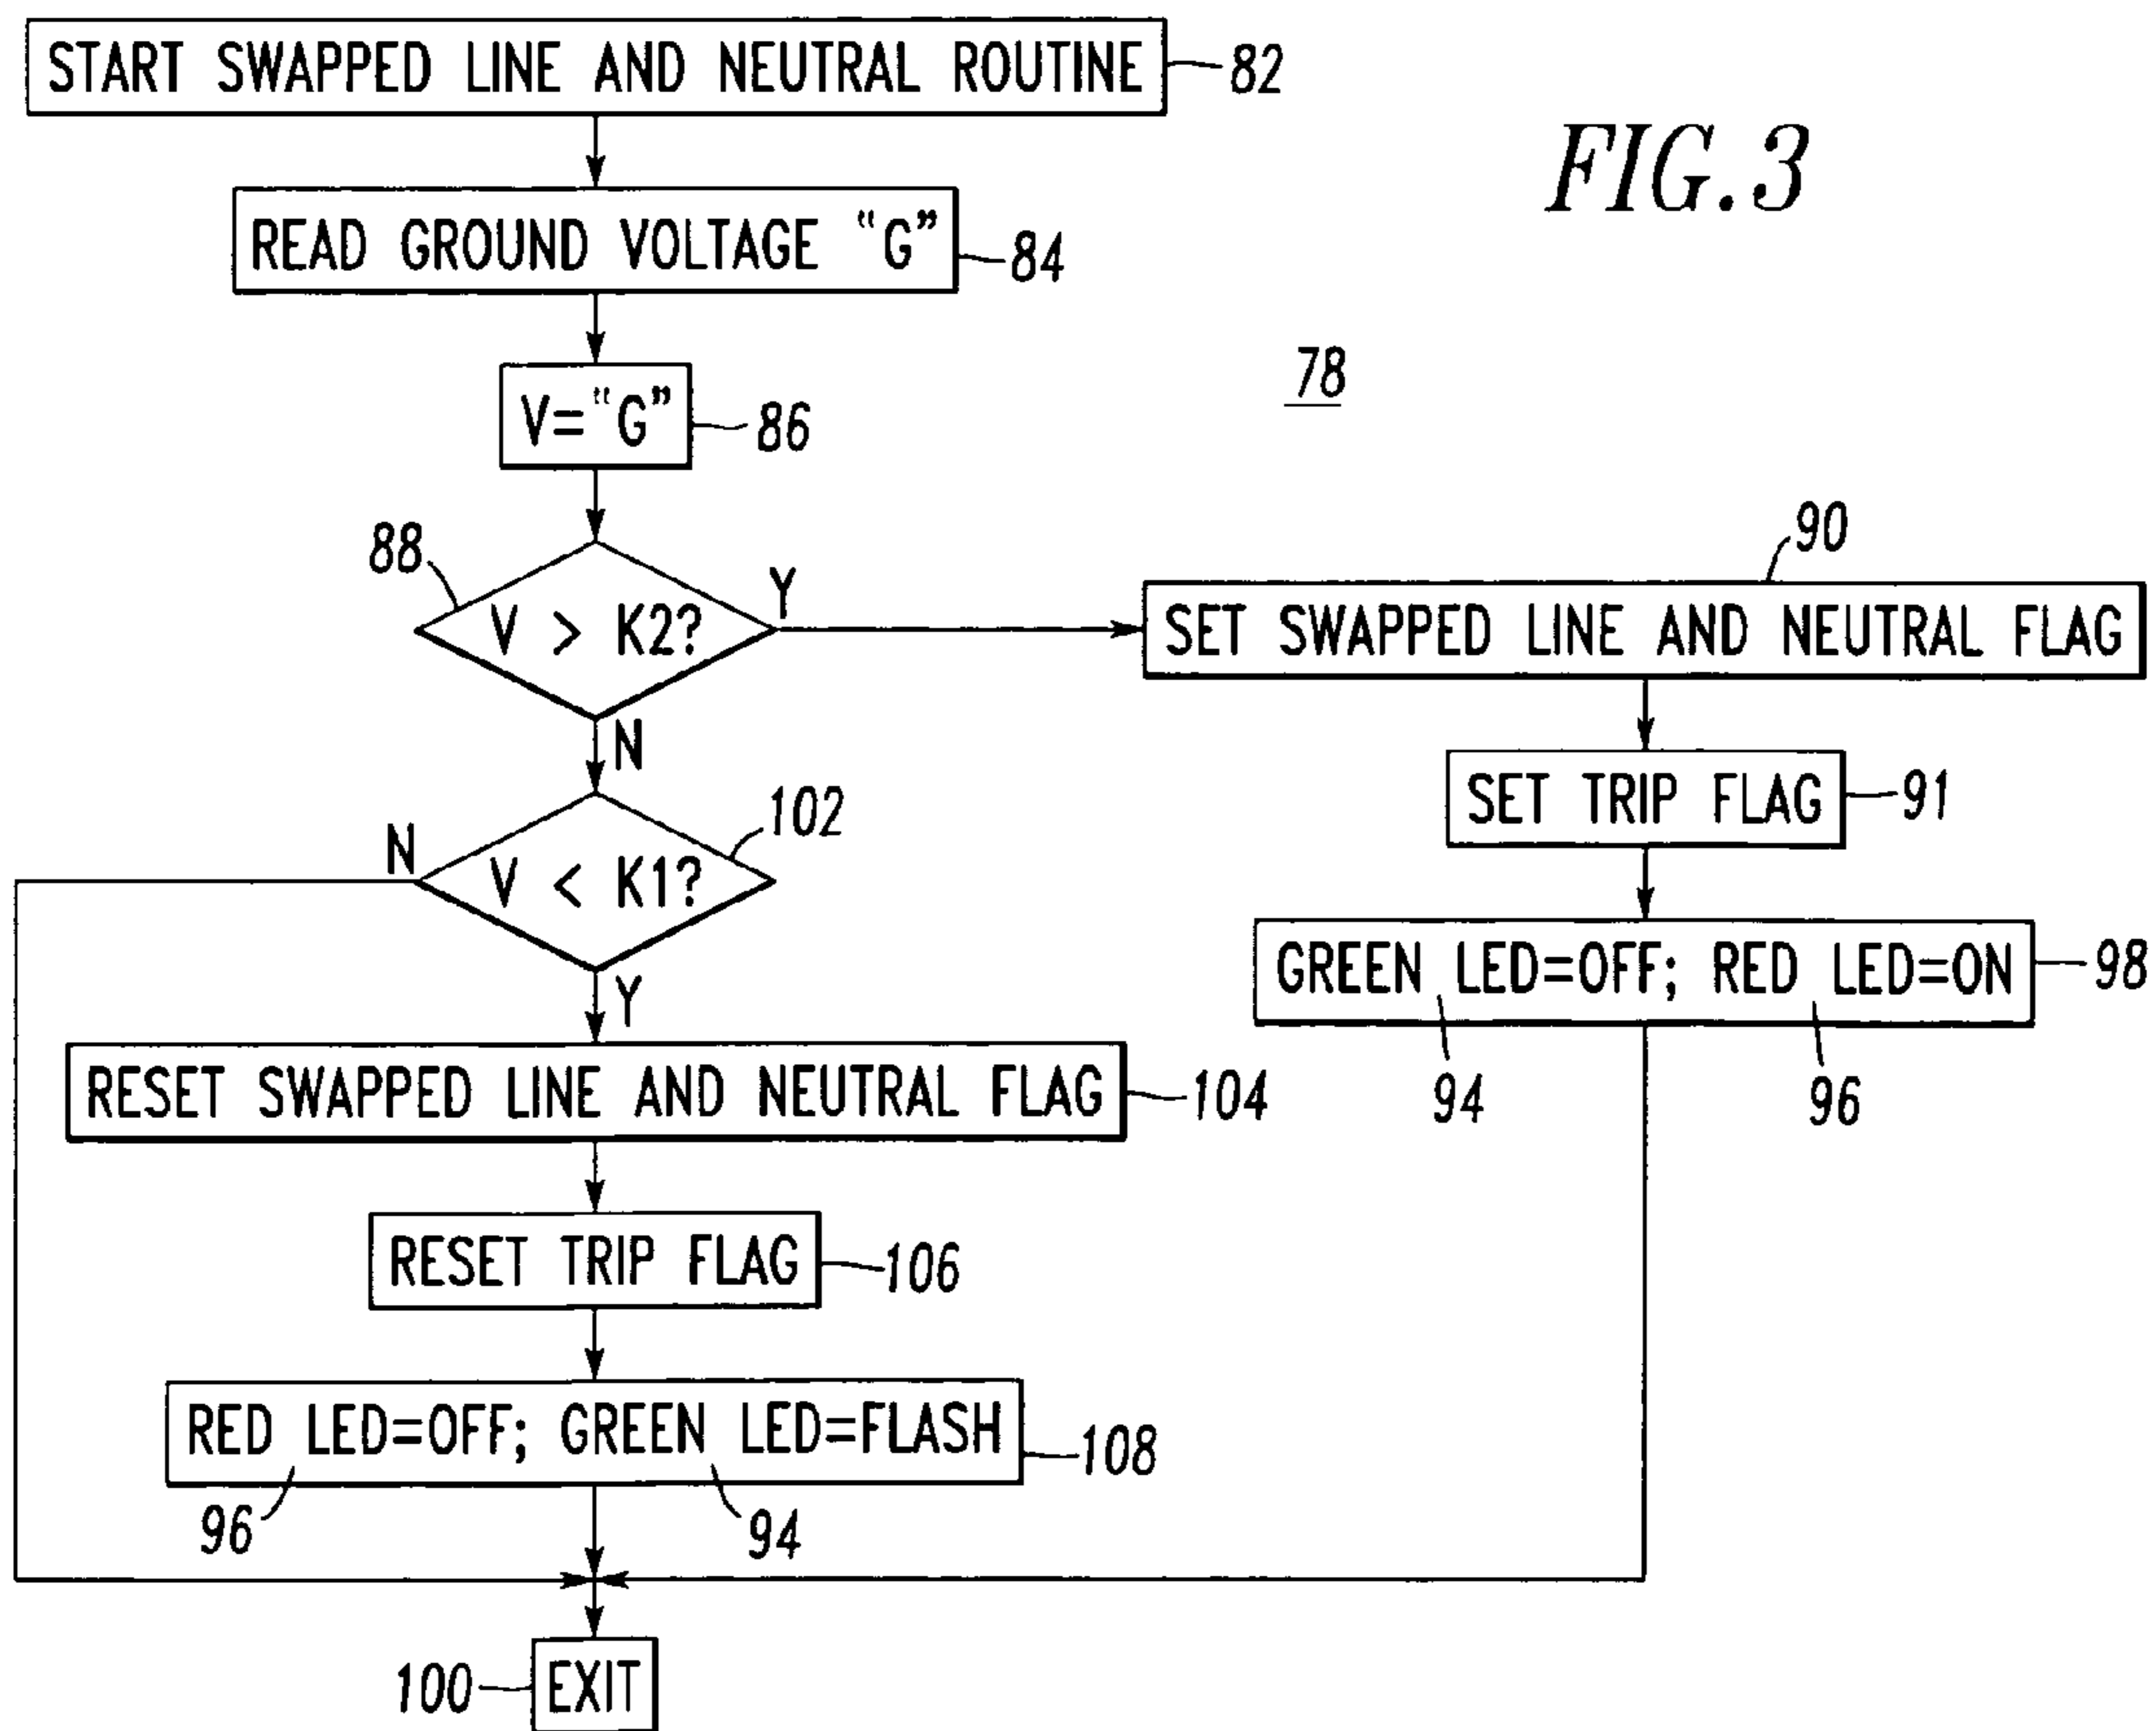 START SWAPPED LINE AND NEUTRAL ROUTINE
82
FIG. 3
READ GROUND VOLTAGE “G”
84
78
V=“G”
86
88
V > K2?
Y
N
90
SET SWAPPED LINE AND NEUTRAL FLAG
SET TRIP FLAG
91
GREEN LED=OFF; RED LED=ON
98
94
96
102
V < K1?
N
Y
RESET SWAPPED LINE AND NEUTRAL FLAG
104
RESET TRIP FLAG
106
RED LED=OFF; GREEN LED=FLASH
108
96
94
100
EXIT